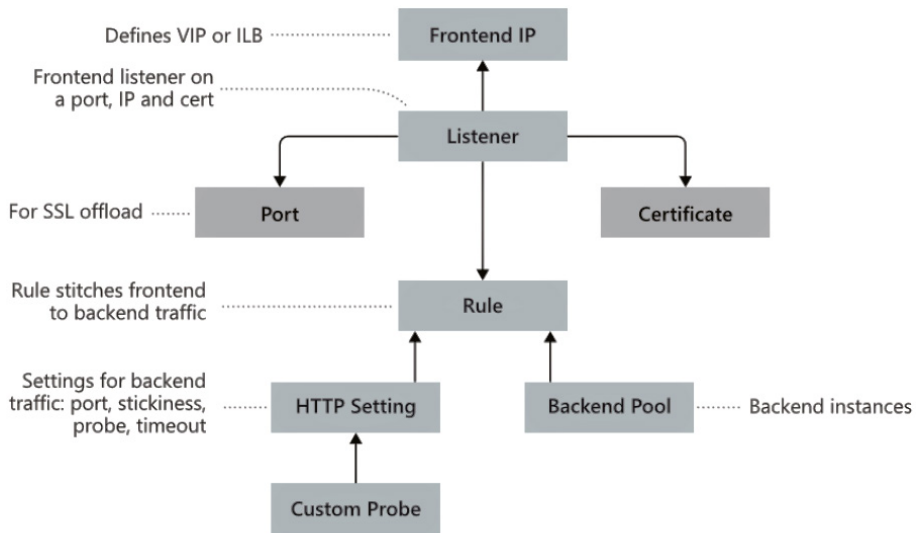 Defines VIP or ILB
Frontend IP
Frontend listener on
a port, IP and cert
Listener
For SSL offload
Port
Certificate
Rule stitches frontend
to backend traffic
Rule
Settings for backend
traffic: port, stickiness,
probe, timeout
HTTP Setting
Backend Pool
Backend instances
Custom Probe